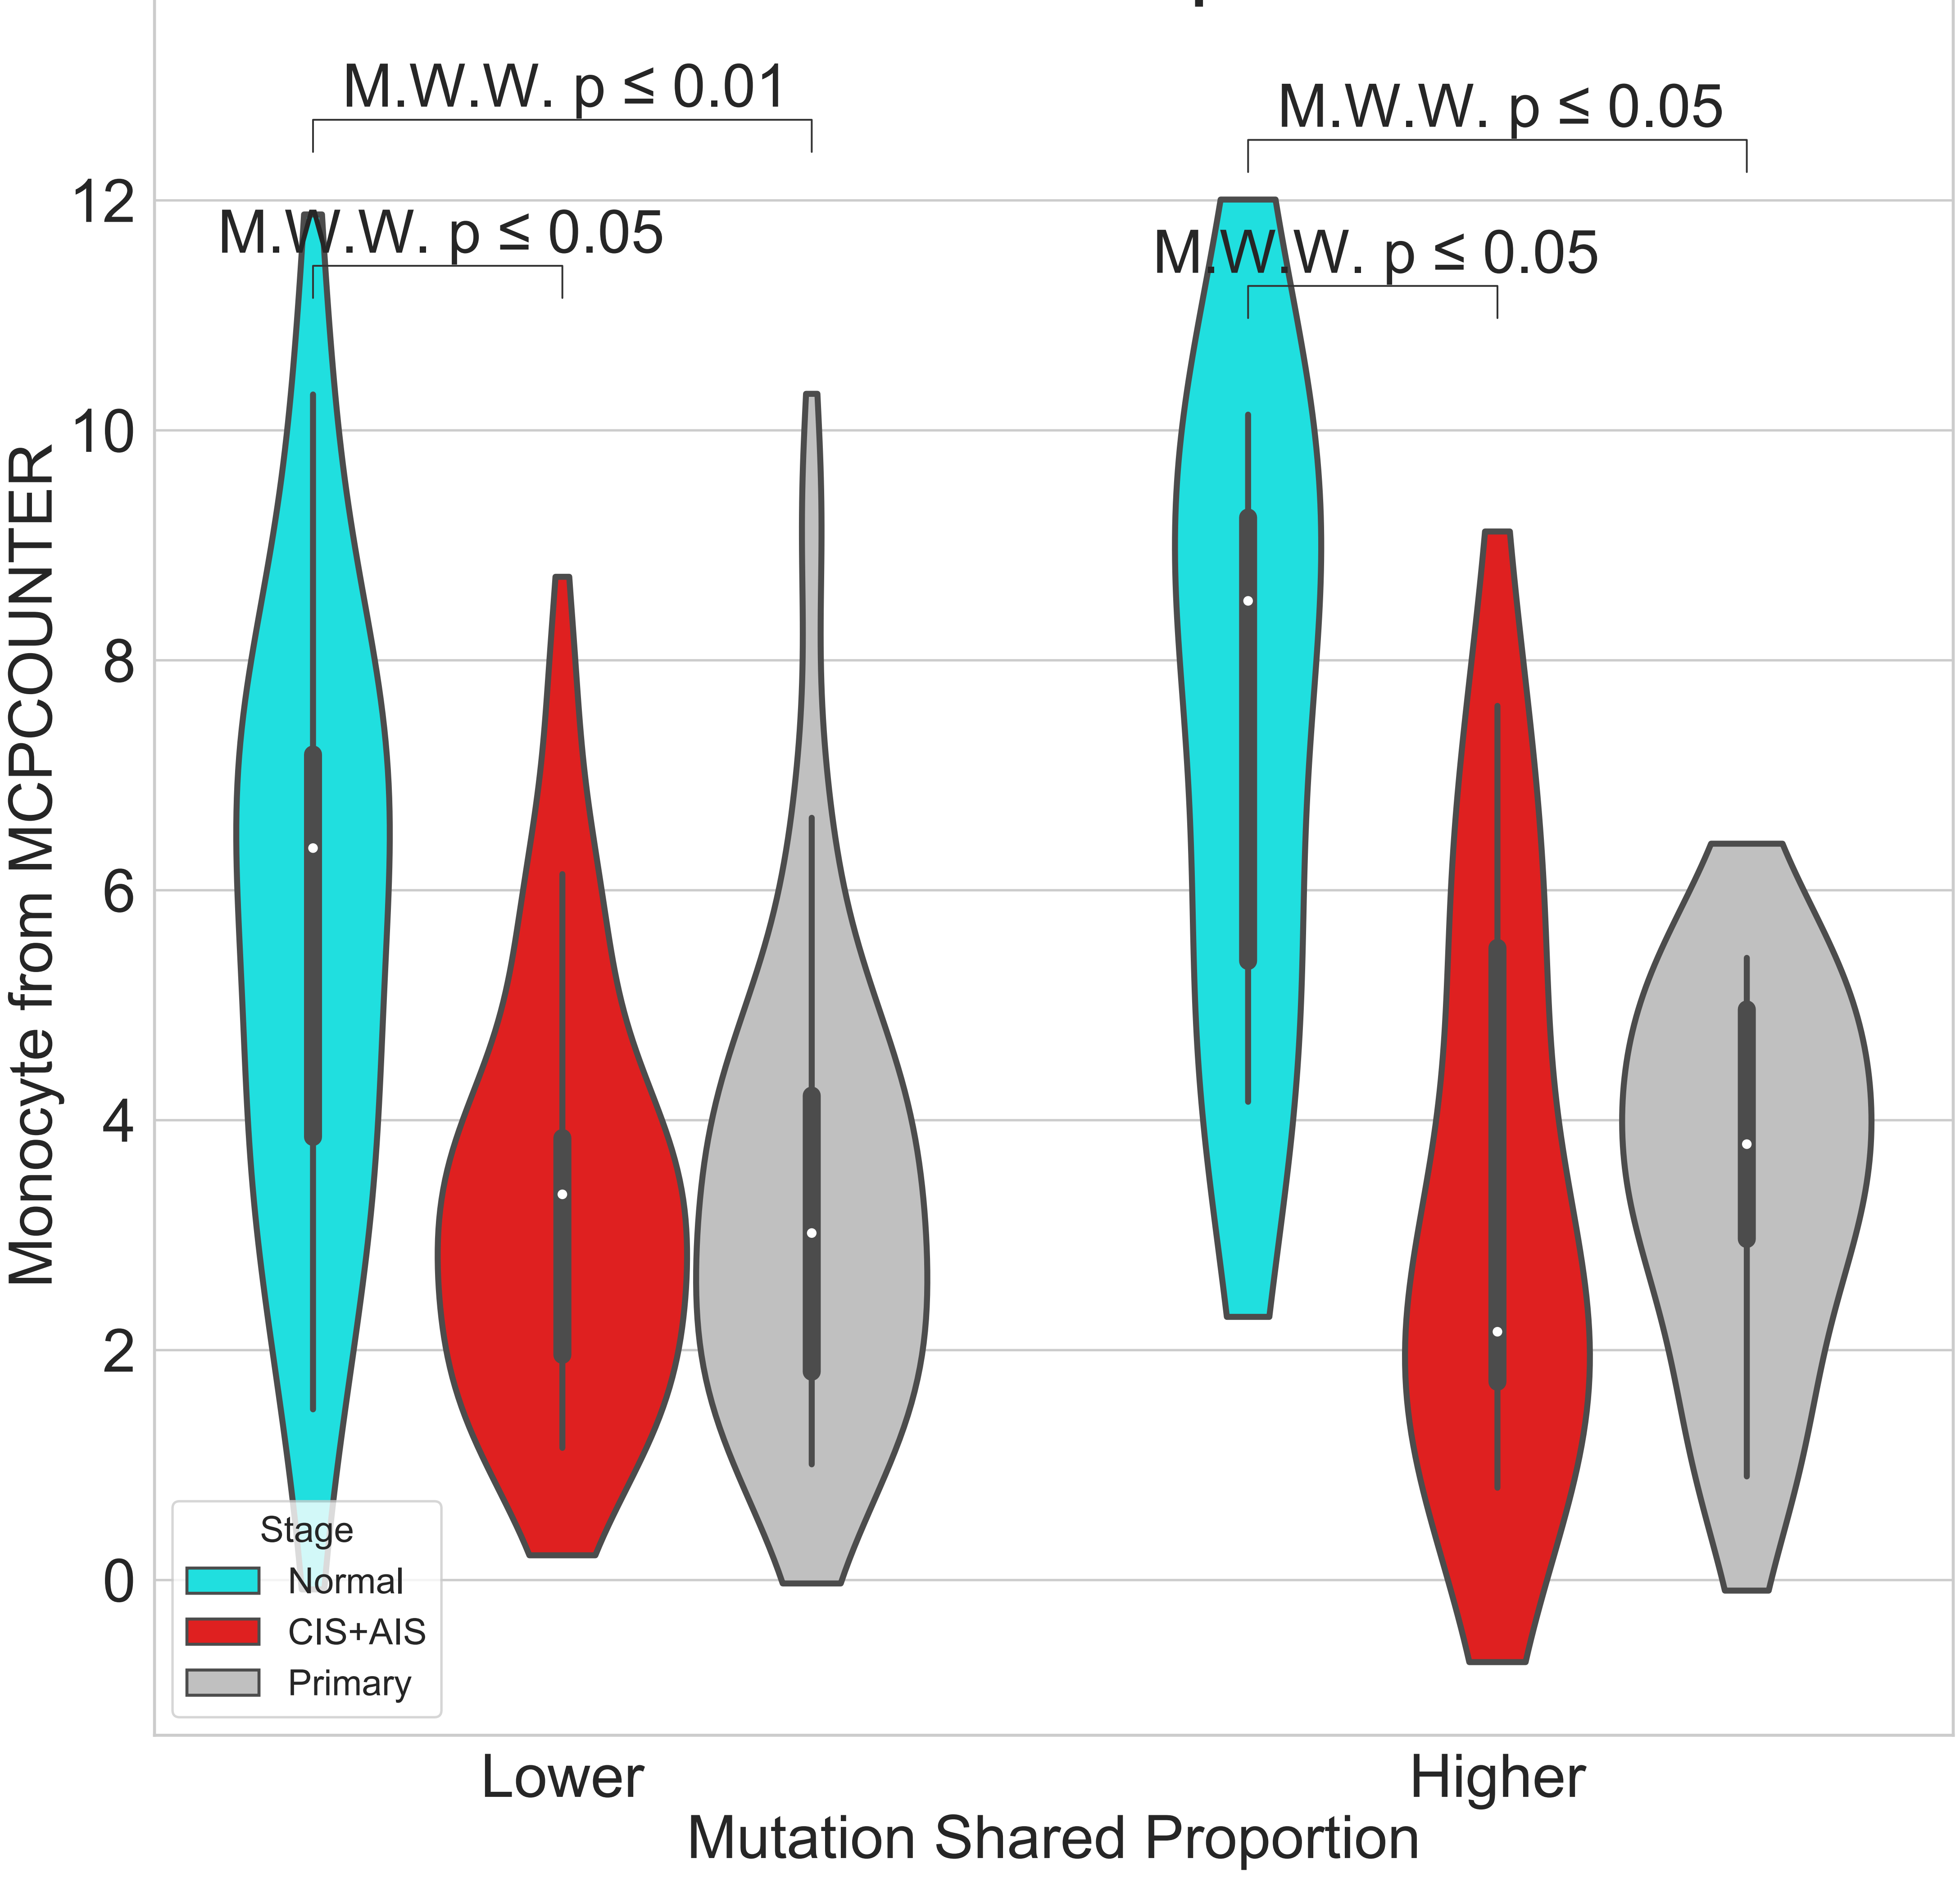 M.W.W. p ≤ 0.01
M.W.W. p ≤ 0.05
M.W.W. p ≤ 0.05
M.W.W. p ≤ 0.05
12
10
8
6
4
2
0
Monocyte from MCPCOUNTER
Stage
Normal
CIS+AIS
Primary
Lower
Higher
Mutation Shared Proportion